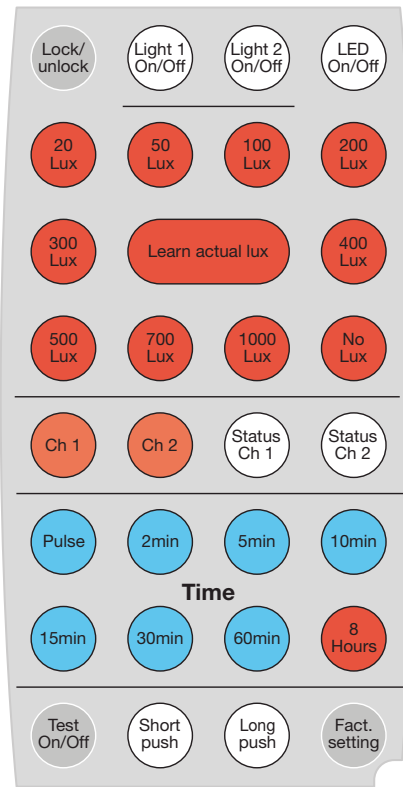 Lock/
unlock
Light 1
On/Off
Light 2
On/Off
LED
On/Off
20
Lux
50
Lux
100
Lux
200
Lux
300
Lux
Learn actual lux
400
Lux
500
Lux
700
Lux
1000
Lux
No
Lux
Ch 1
Ch 2
Status
Ch 1
Status
Ch 2
Pulse
2min
5min
10min
Time
15min
30min
60min
8
Hours
Test
On/Off
Short
push
Long
push
Fact.
setting